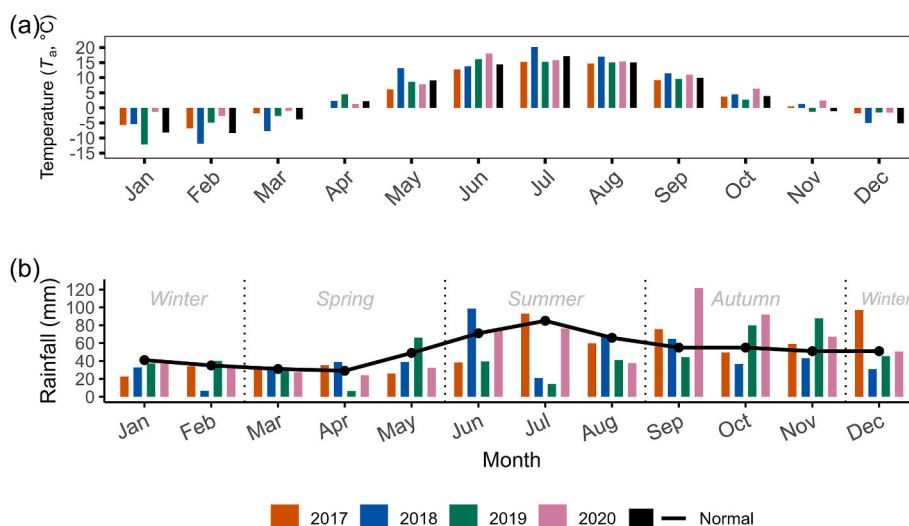 (a)
Temperature (Ta, °C)
20
15
10
5
0
-5
-10
-15
Jan Feb Mar Apr May Jun Jul Aug Sep Oct Nov Dec
(b)
Rainfall (mm)
Winter Spring Summer Autumn Winter
120
100
80
60
40
20
0
Jan Feb Mar Apr May Jun Jul Aug Sep Oct Nov Dec
Month
2017 2018 2019 2020 Normal